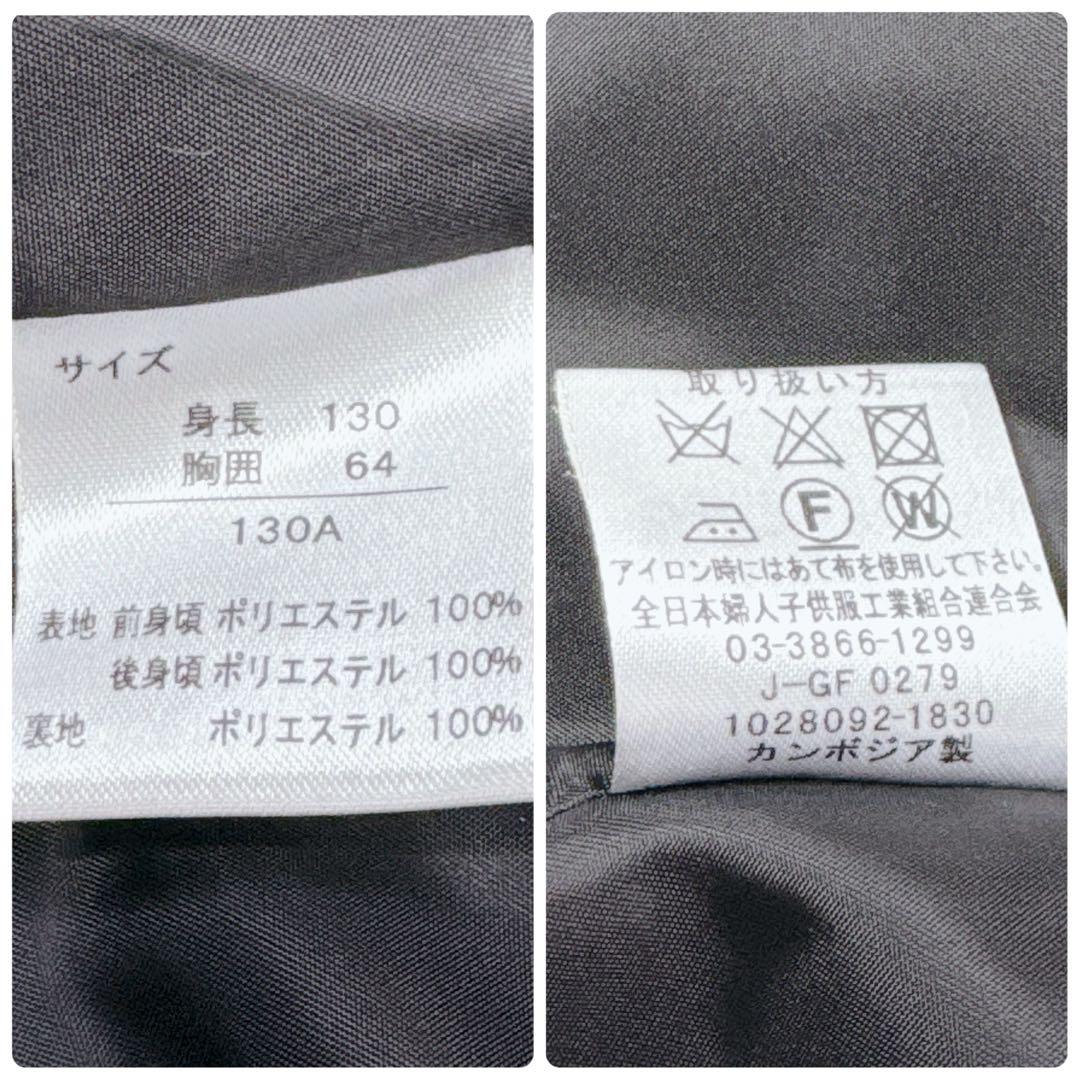 サイズ
身長 130
胸囲 64
130A
表地 前身頃 ポリエステル 100%
後身頃 ポリエステル 100%
裏地 ポリエステル 100%
取り扱い方
F W
アイロン時にはあて布を使用して下さい。
全日本婦人子供服工業組合連合会
03-3866-1299
J-GF 0279
1028092-1830
カンボジア製